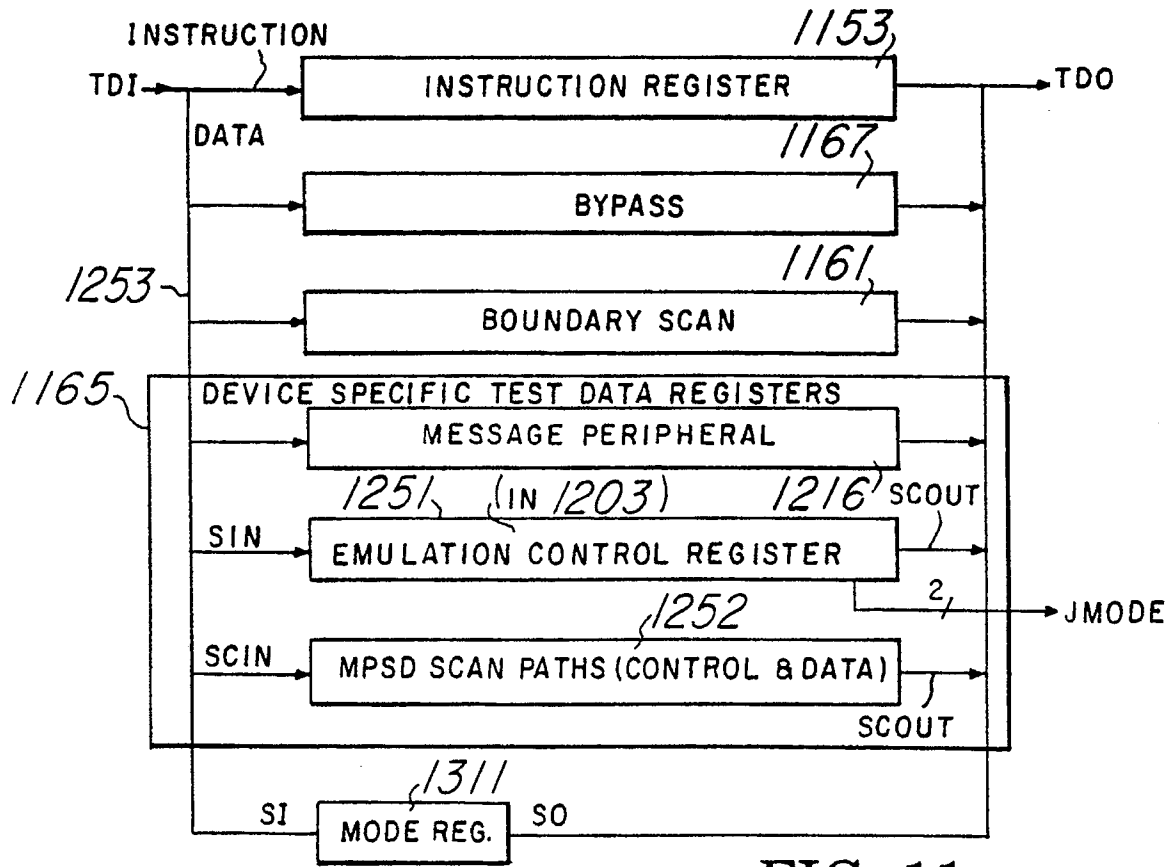 INSTRUCTION
1153
TDI
INSTRUCTION REGISTER
TDO
DATA
1167
BYPASS
1161
1253
BOUNDARY SCAN
1165
DEVICE SPECIFIC TEST DATA REGISTERS
MESSAGE PERIPHERAL
1251
(IN 1203)
1216
SCOUT
SIN
EMULATION CONTROL REGISTER
2
JMODE
1252
SCIN
MPSD SCAN PATHS (CONTROL & DATA)
SCOUT
1311
SI
MODE REG.
SO